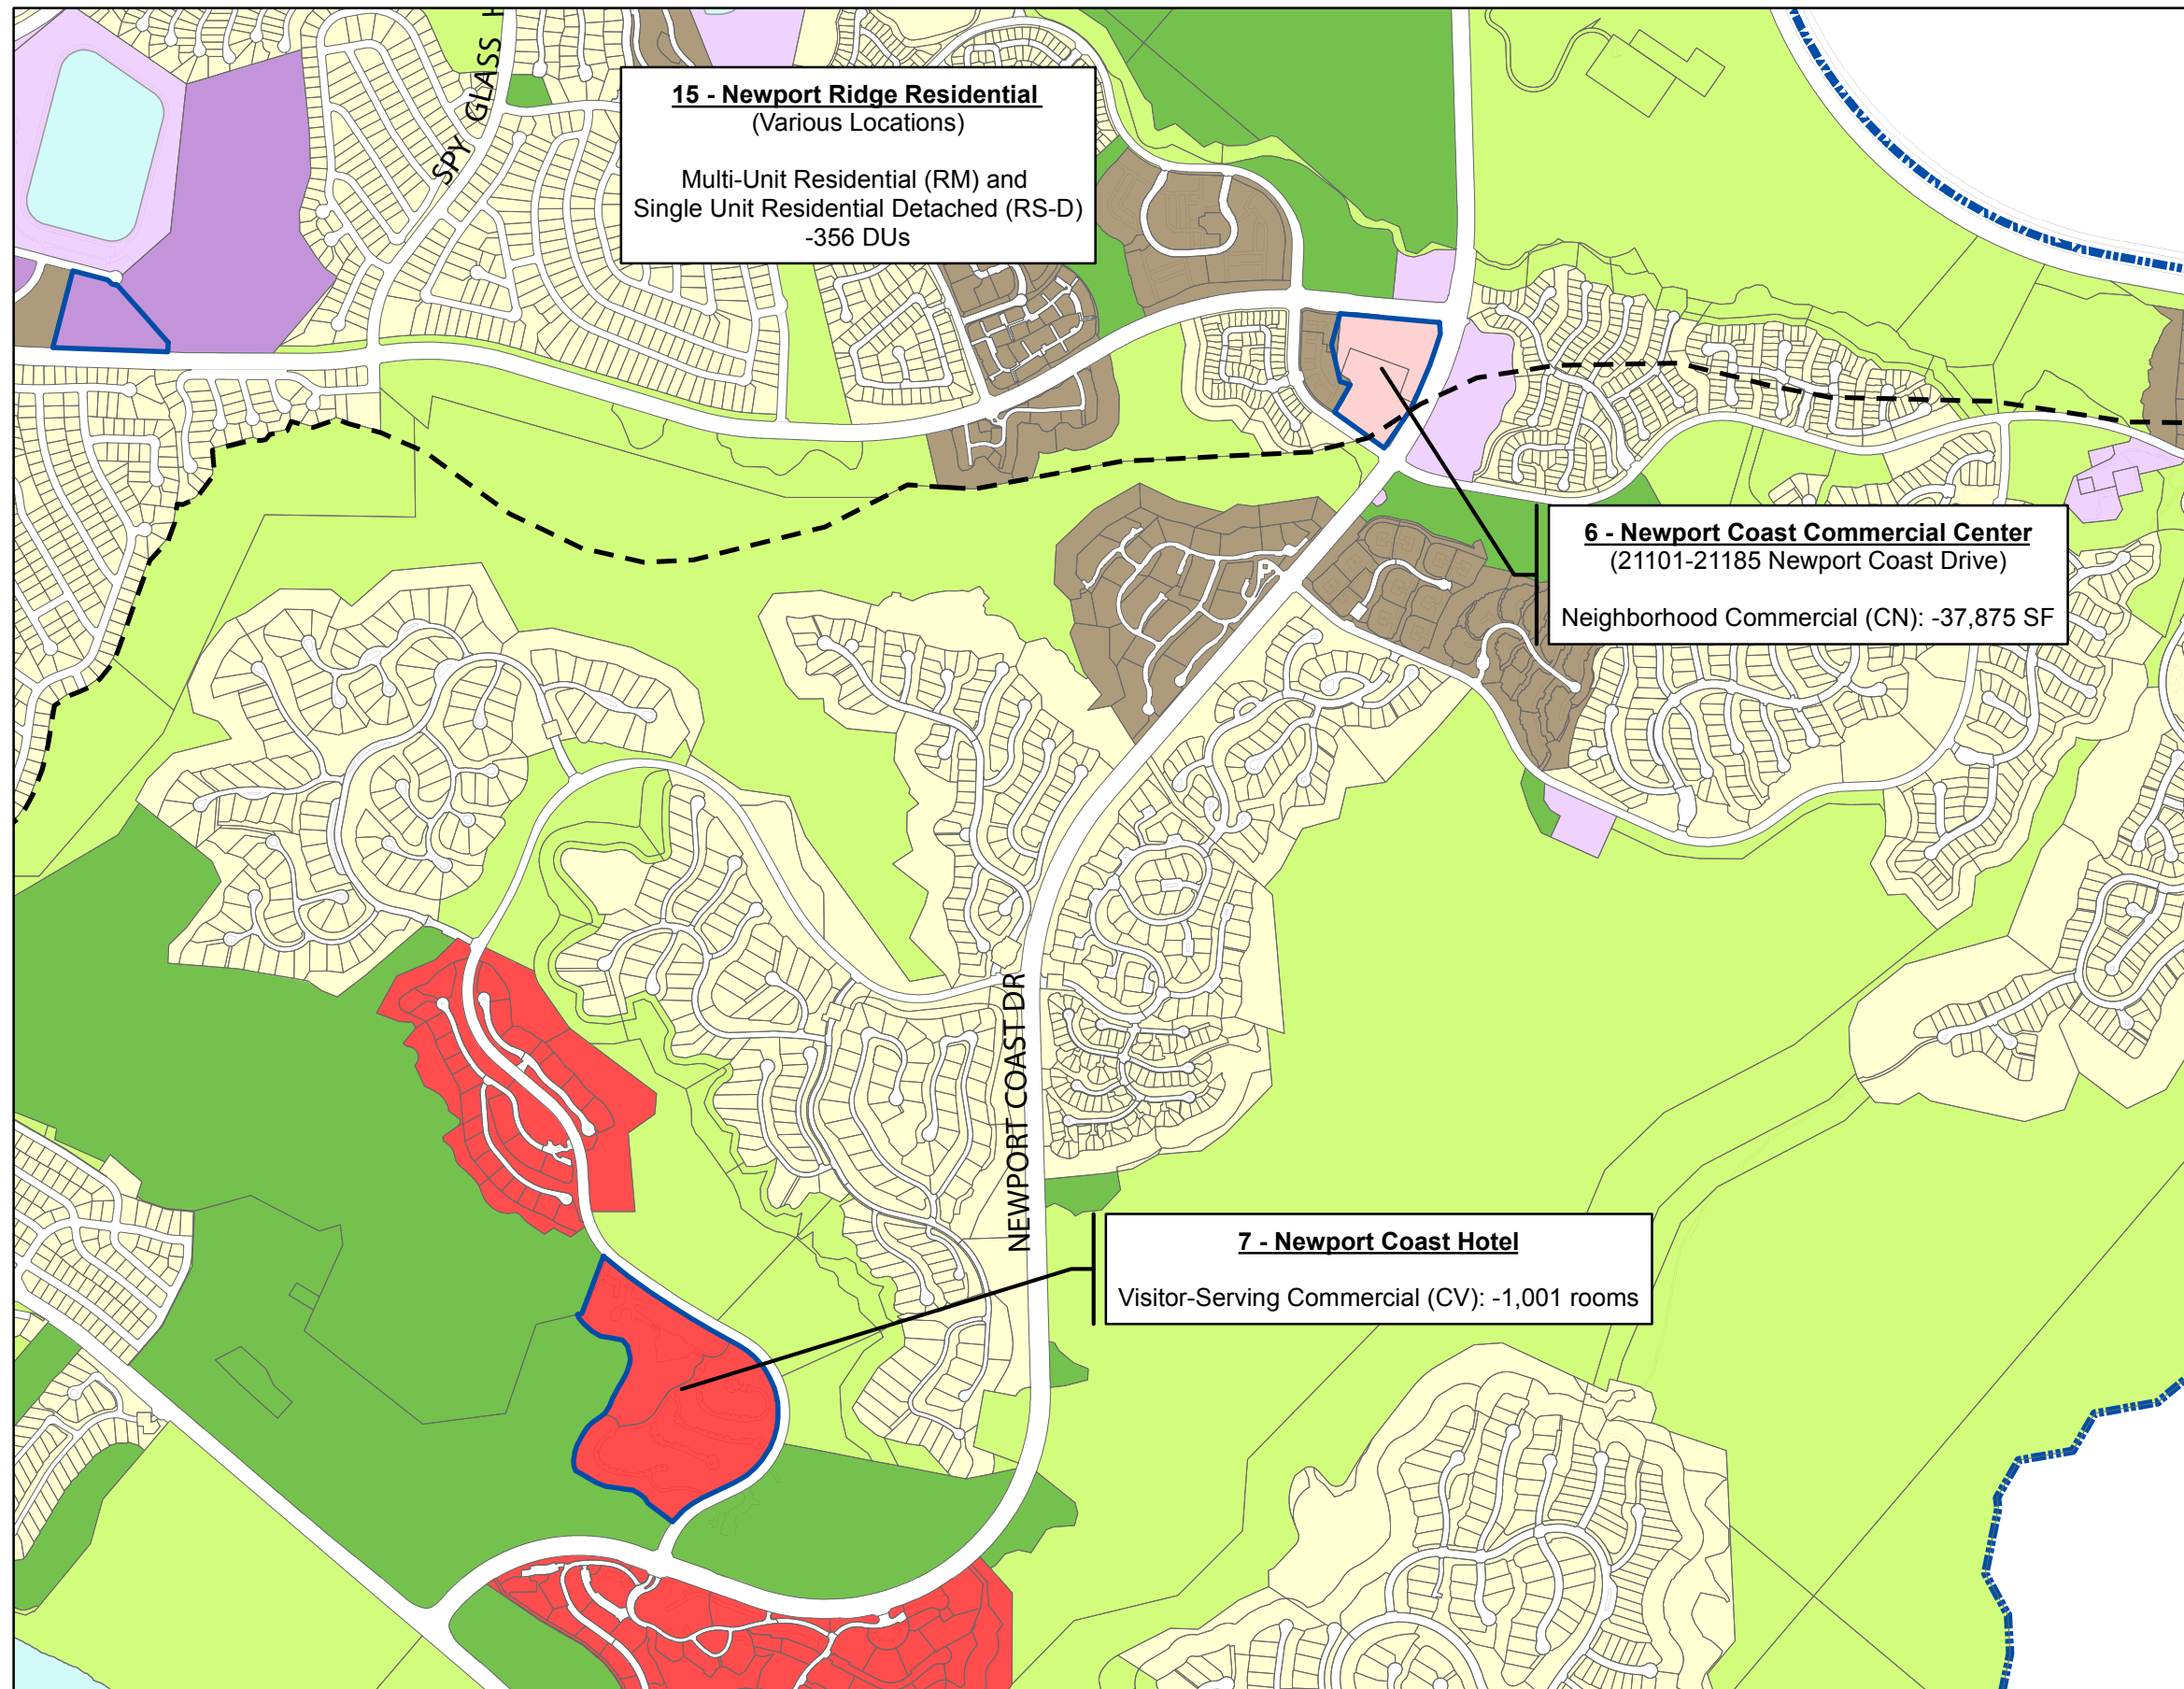 SPY GLASS H
15 - Newport Ridge Residential
(Various Locations)
Multi-Unit Residential (RM) and
Single Unit Residential Detached (RS-D)
-356 DUs
6 - Newport Coast Commercial Center
(21101-21185 Newport Coast Drive)
Neighborhood Commercial (CN): -37,875 SF
NEWPORT COAST DR
7 - Newport Coast Hotel
Visitor-Serving Commercial (CV): -1,001 rooms